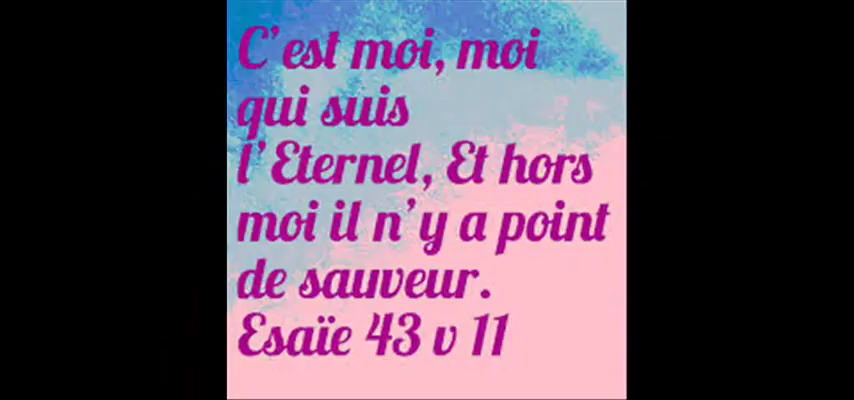 C'est moi, moi
qui suis
l'Eternel, Et hors
moi il n'y a point
de sauveur.
Esaïe 43 v 11